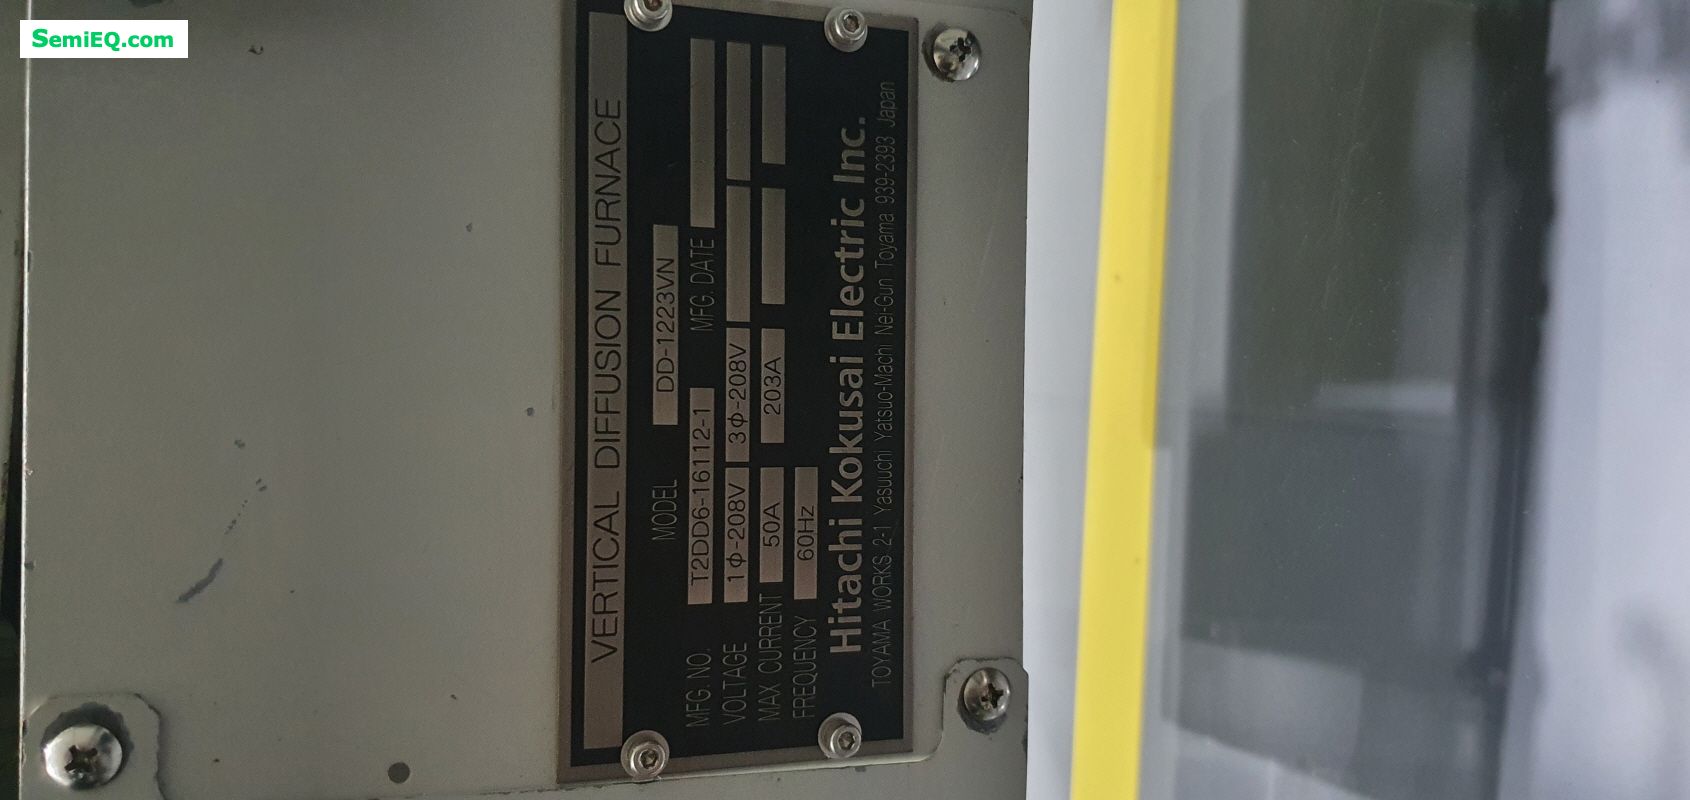 SemiEQ.com
VERTICAL DIFFUSION FURNACE
MODEL DD-1223VN
MFG. NO. T2DD6-16112-1 MFG. DATE
VOLTAGE 1ϕ-208V 3ϕ-208V
MAX CURRENT 50A 203A
FREQUENCY 60Hz
Hitachi Kokusai Electric Inc.
TOYAMA WORKS 2-1 Yasuuchi Yatsuo-Machi Nei-Gun Toyama 939-2393 Japan